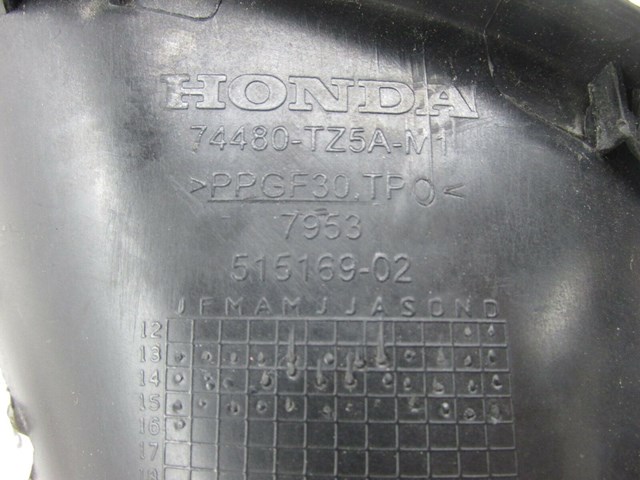 HONDA
74480-TZ5A-M1
>PPGF30.TPO<
7953
515169-02
J F M A M J J A S O N D
12
13
14
15
16
17